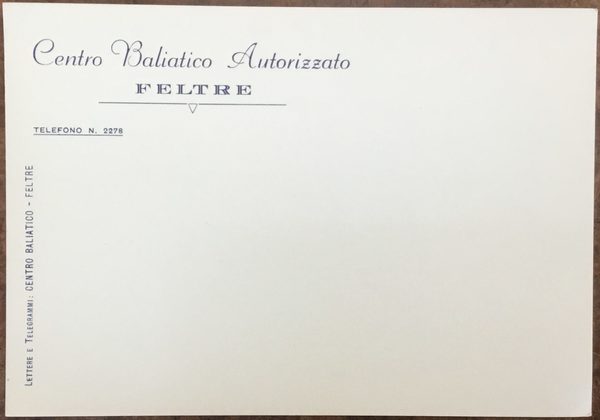 Centro Baliatico Autorizzato
FELTRE
TELEFONO N. 2278
LETTERE E TELEGRAMMI: CENTRO BALIATICO - FELTRE